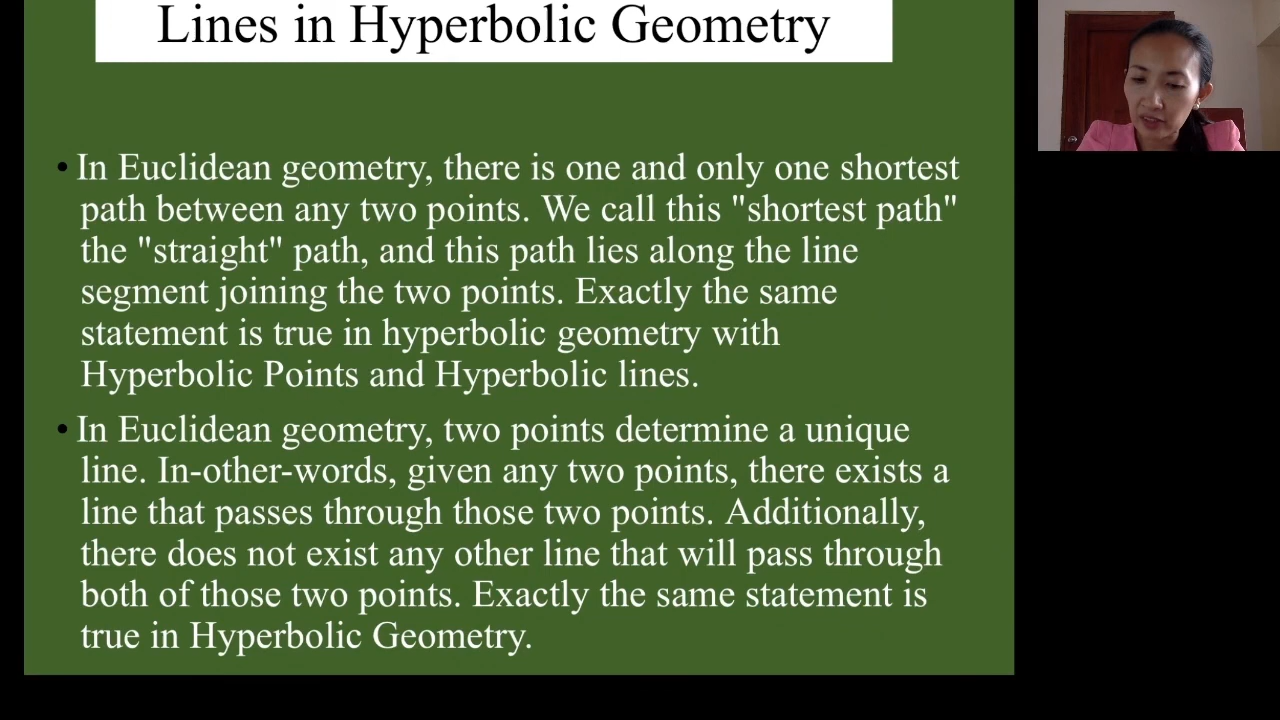 Lines in Hyperbolic Geometry
• In Euclidean geometry, there is one and only one shortest
path between any two points. We call this "shortest path"
the "straight" path, and this path lies along the line
segment joining the two points. Exactly the same
statement is true in hyperbolic geometry with
Hyperbolic Points and Hyperbolic lines.
• In Euclidean geometry, two points determine a unique
line. In-other-words, given any two points, there exists a
line that passes through those two points. Additionally,
there does not exist any other line that will pass through
both of those two points. Exactly the same statement is
true in Hyperbolic Geometry.